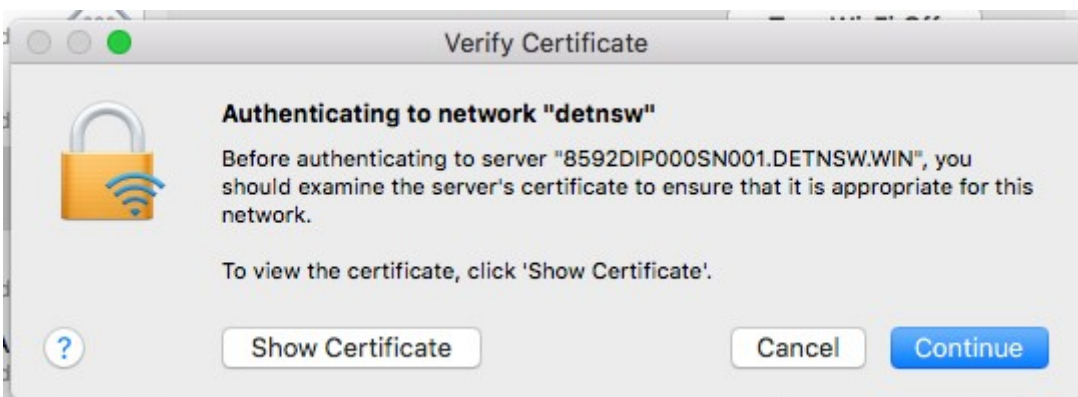 Verify Certificate
Authenticating to network "detnsw"
Before authenticating to server "8592DIP000SN001.DETNSW.WIN", you
should examine the server's certificate to ensure that it is appropriate for this
network.
To view the certificate, click 'Show Certificate'.
?
Show Certificate
Cancel
Continue